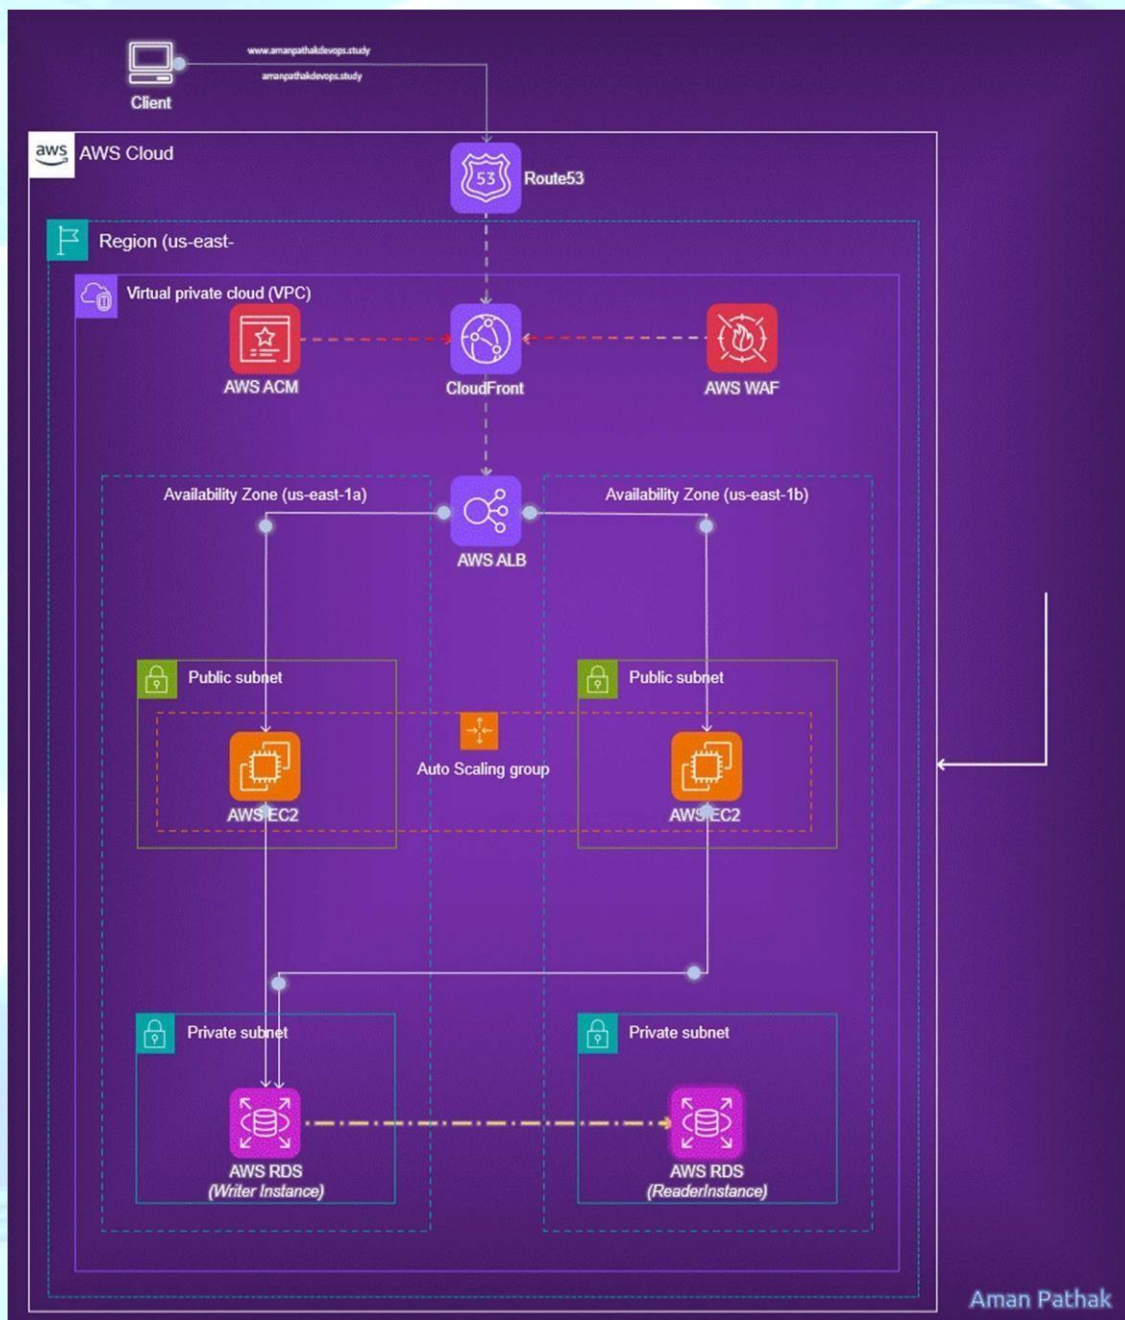 www.amanpathakdevops.study
amanpathakdevops.study
Client
aws
AWS Cloud
53
Route53
Region (us-east-
Virtual private cloud (VPC)
AWS ACM
CloudFront
AWS WAF
Availability Zone (us-east-1a)
Availability Zone (us-east-1b)
AWS ALB
Public subnet
Public subnet
Auto Scaling group
AWS EC2
AWS EC2
Private subnet
Private subnet
AWS RDS
(Writer Instance)
AWS RDS
(ReaderInstance)
Aman Pathak